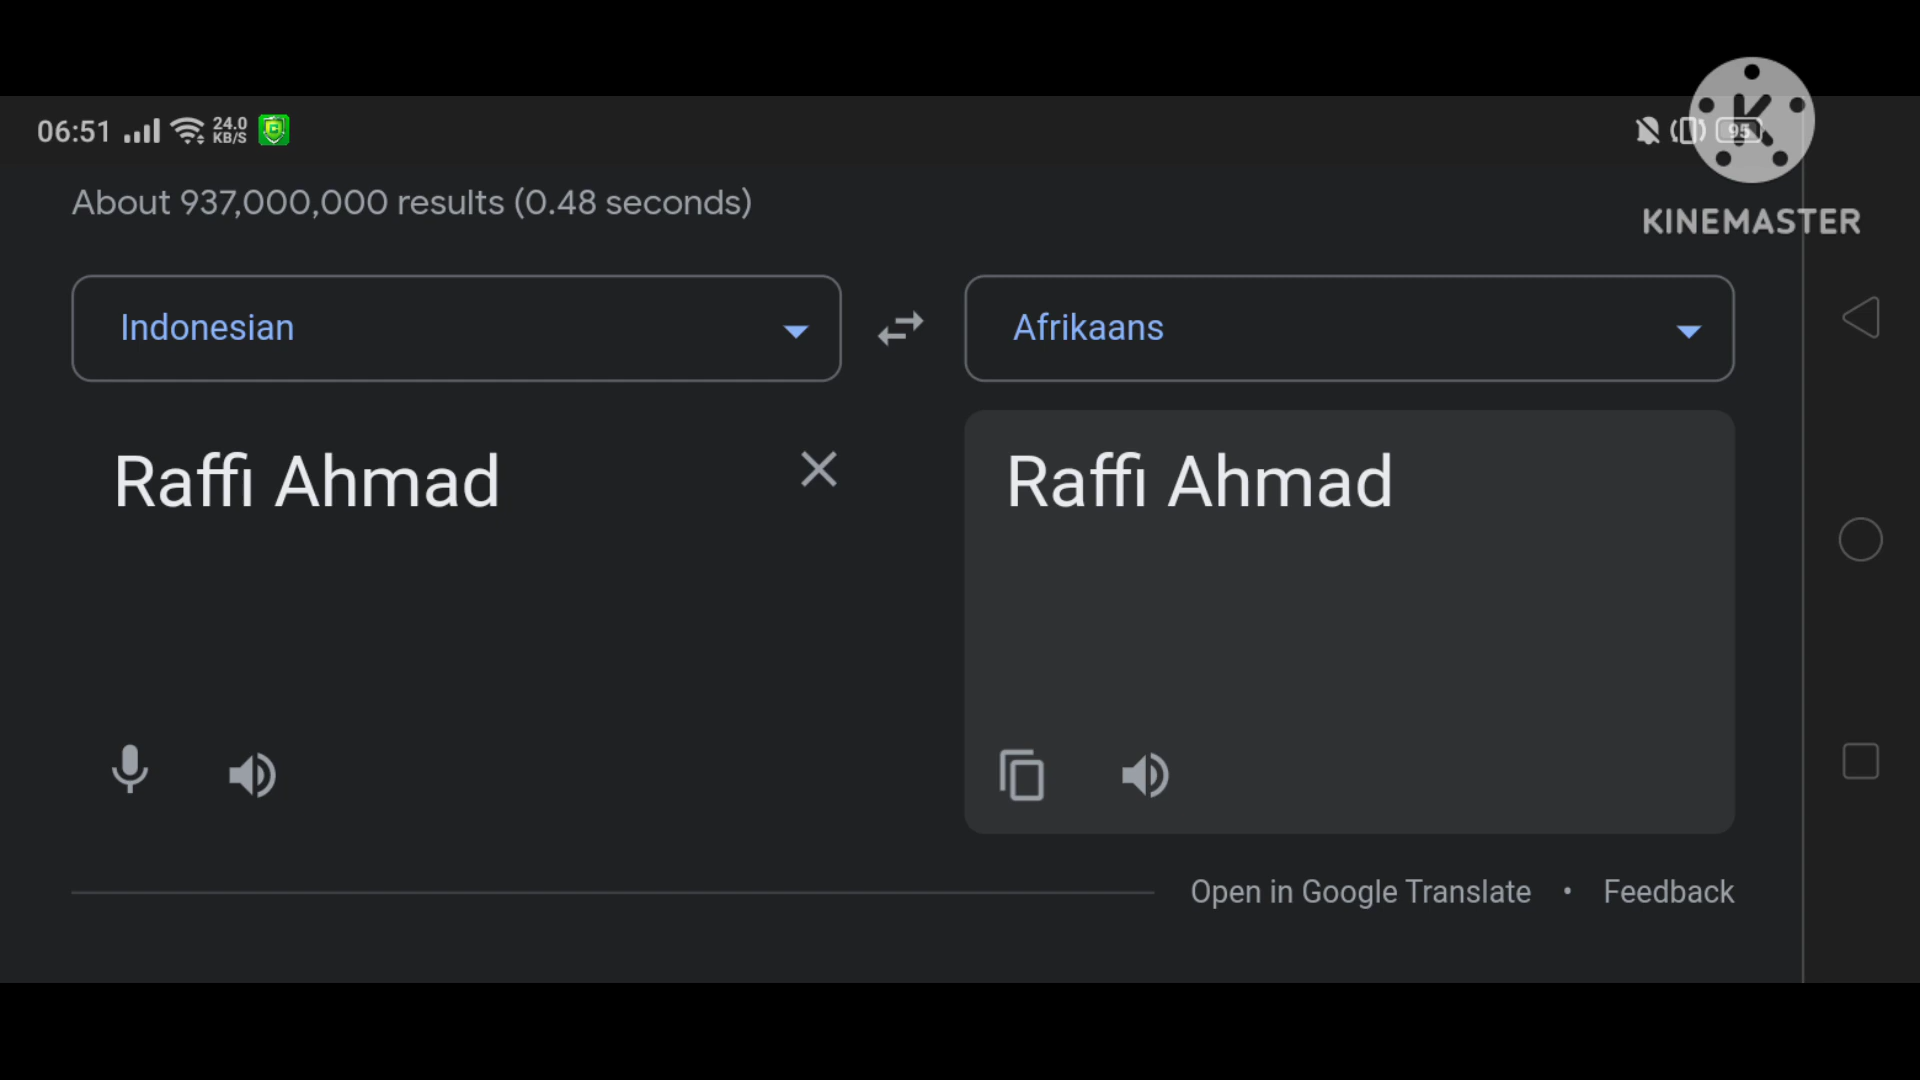 06:51 24.0 KB/S 95
KINEMASTER
About 937,000,000 results (0.48 seconds)
Indonesian Afrikaans
Raffi Ahmad Raffi Ahmad
Open in Google Translate • Feedback